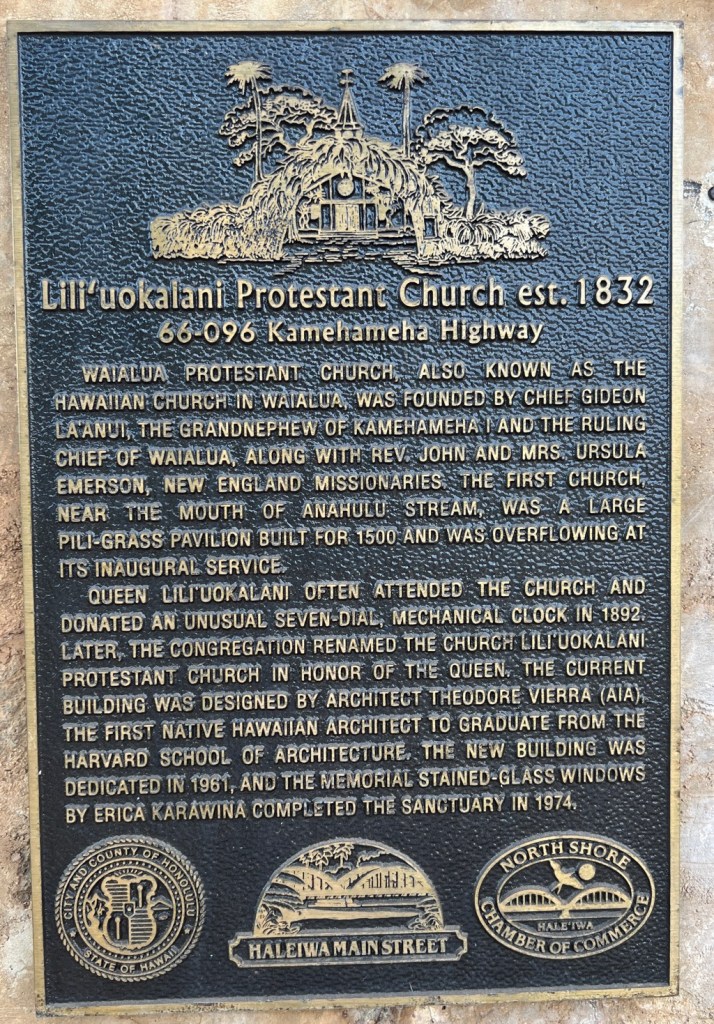 Lili‘uokalani Protestant Church est. 1832
66-096 Kamehameha Highway
WAIALUA PROTESTANT CHURCH, ALSO KNOWN AS THE
HAWAIIAN CHURCH IN WAIALUA, WAS FOUNDED BY CHIEF GIDEON
LA'ANUI, THE GRANDNEPHEW OF KAMEHAMEHA I AND THE RULING
CHIEF OF WAIALUA, ALONG WITH REV. JOHN AND MRS. URSULA
EMERSON, NEW ENGLAND MISSIONARIES. THE FIRST CHURCH,
NEAR THE MOUTH OF ANAHULU STREAM, WAS A LARGE
PILI-GRASS PAVILION BUILT FOR 1500 AND WAS OVERFLOWING AT
ITS INAUGURAL SERVICE.
QUEEN LILI'UOKALANI OFTEN ATTENDED THE CHURCH AND
DONATED AN UNUSUAL SEVEN-DIAL, MECHANICAL CLOCK IN 1892.
LATER, THE CONGREGATION RENAMED THE CHURCH LILI'UOKALANI
PROTESTANT CHURCH IN HONOR OF THE QUEEN. THE CURRENT
BUILDING WAS DESIGNED BY ARCHITECT THEODORE VIERRA (AIA),
THE FIRST NATIVE HAWAIIAN ARCHITECT TO GRADUATE FROM THE
HARVARD SCHOOL OF ARCHITECTURE. THE NEW BUILDING WAS
DEDICATED IN 1961, AND THE MEMORIAL STAINED-GLASS WINDOWS
BY ERICA KARAWINA COMPLETED THE SANCTUARY IN 1974.
CITY AND COUNTY OF HONOLULU
STATE OF HAWAII
HALEIWA MAIN STREET
NORTH SHORE
HALE'IWA
CHAMBER OF COMMERCE